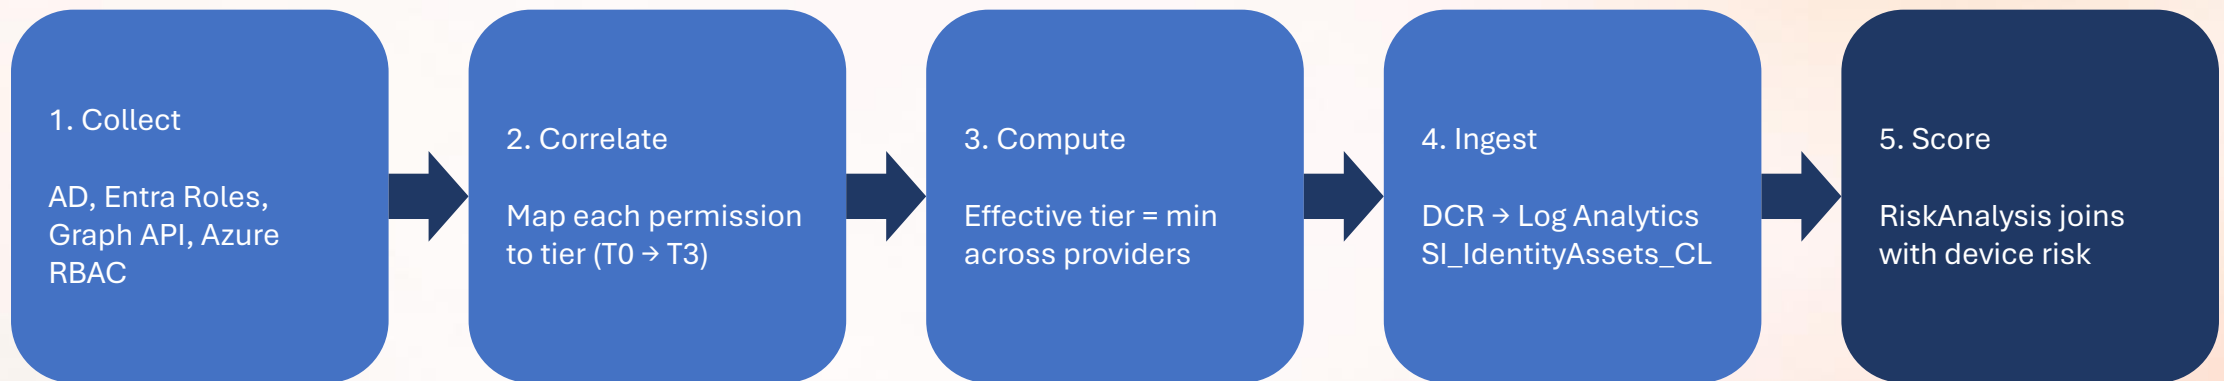 1. Collect
AD, Entra Roles,
Graph API, Azure
RBAC
2. Correlate
Map each permission
to tier (T0 → T3)
3. Compute
Effective tier = min
across providers
4. Ingest
DCR → Log Analytics
SI_IdentityAssets_CL
5. Score
RiskAnalysis joins
with device risk